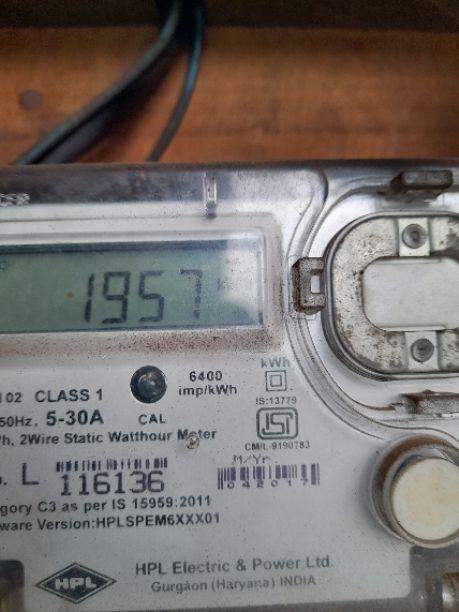 1957
6400
imp/kWh
kWh
102 CLASS 1
50Hz. 5-30A
CAL
IS:13779
Ph, 2Wire Static Watthour Meter
CM/L-9190783
M/Yr.
L
116136
042017
egory C3 as per IS 15959:2011
ware Version:HPLSPEM6XXX01
HPL
HPL Electric & Power Ltd.
Gurgaon (Haryana) INDIA